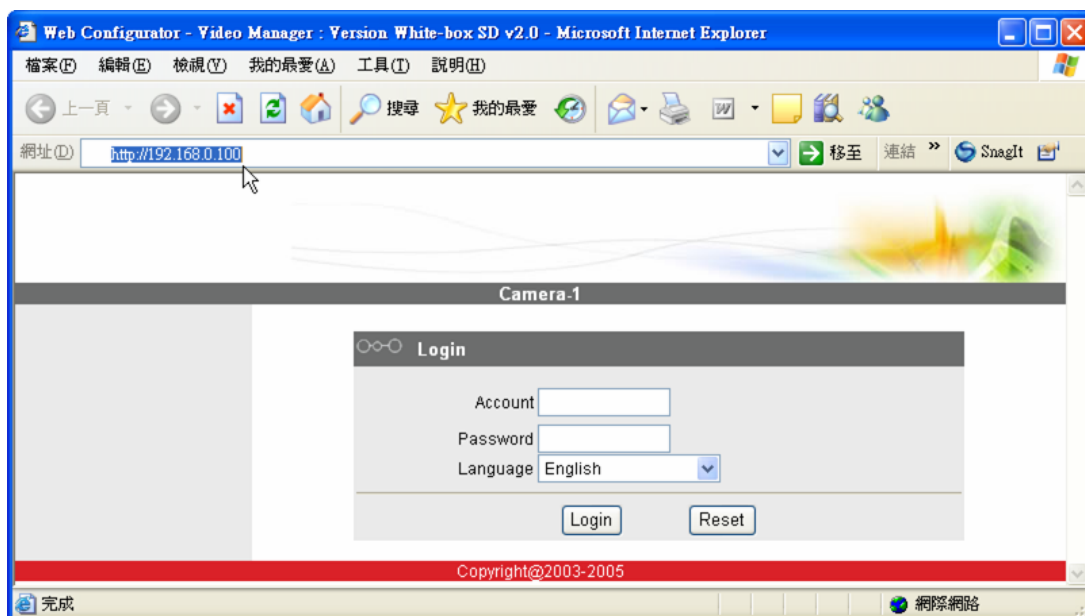 Web Configurator - Video Manager : Version White-box SD v2.0 - Microsoft Internet Explorer
檔案(F) 編輯(E) 檢視(V) 我的最愛(A) 工具(T) 說明(H)
上一頁 搜尋 我的最愛
網址(D) http://192.168.0.100 移至 連結 » SnagIt
Camera-1
Login
Account
Password
Language English
Login Reset
Copyright@2003-2005
完成 網際網路